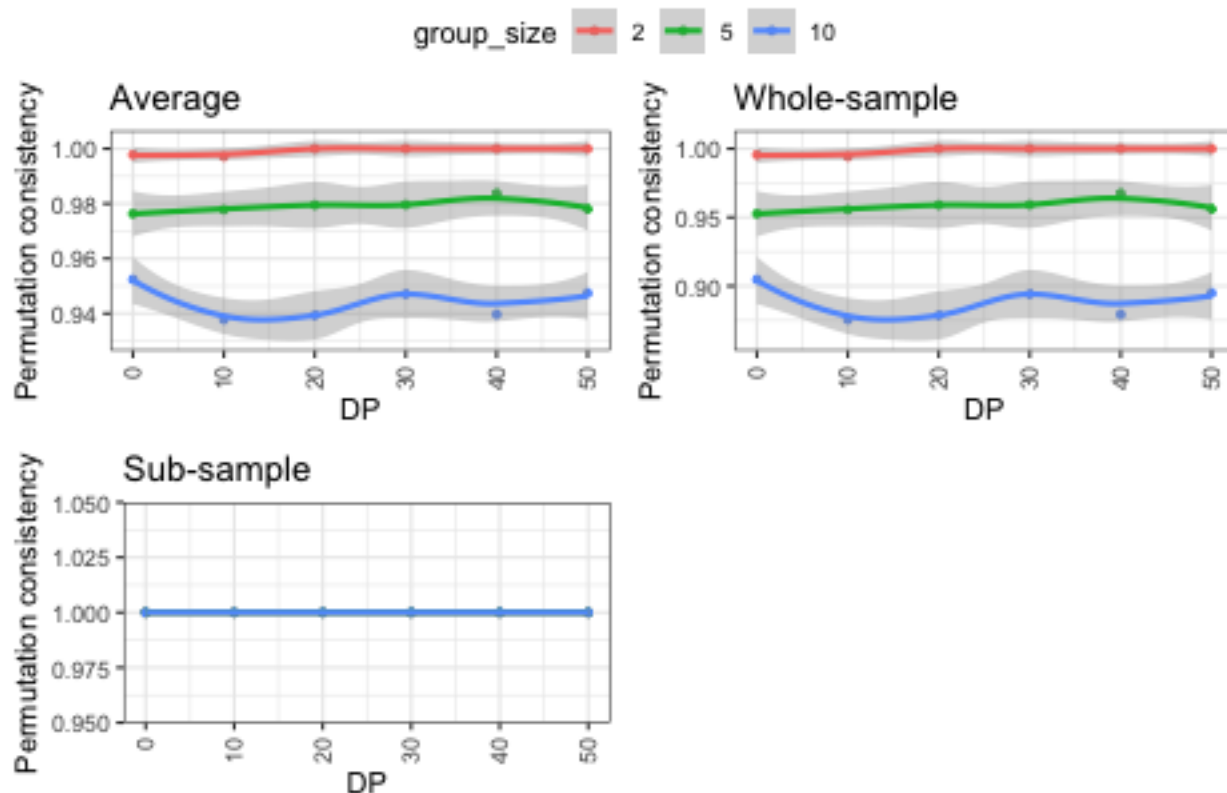 group_size 2 5 10
Average
Permutation consistency
1.00
0.98
0.96
0.94
0 10 20 30 40 50
DP
Whole-sample
Permutation consistency
1.00
0.95
0.90
0 10 20 30 40 50
DP
Sub-sample
Permutation consistency
1.050
1.025
1.000
0.975
0.950
0 10 20 30 40 50
DP